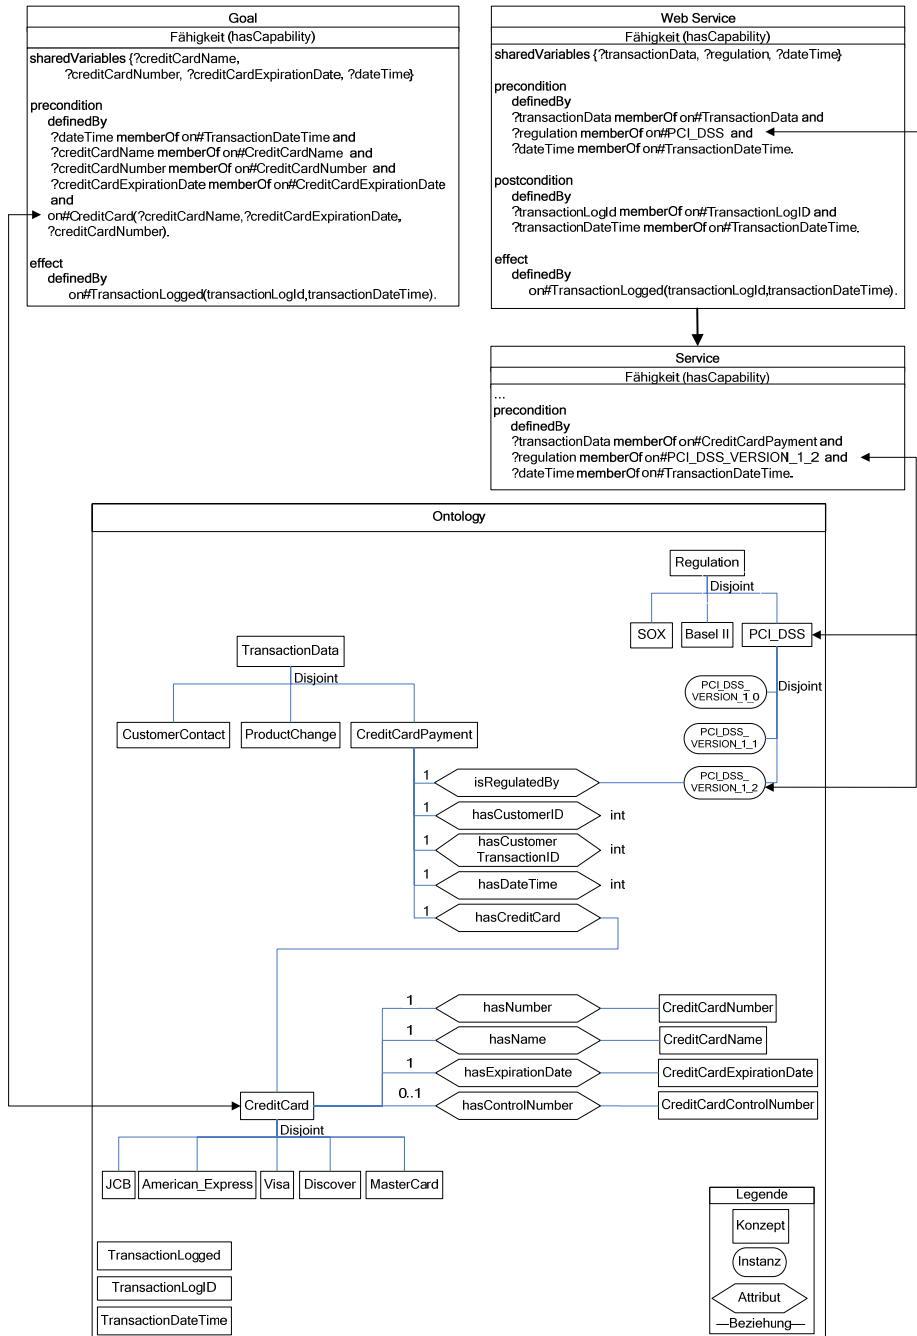 Goal
Fähigkeit (hasCapability)
sharedVariables {?creditCardName,
?creditCardNumber, ?creditCardExpirationDate, ?dateTime}
precondition
definedBy
?dateTime memberOf on#TransactionDateTime and
?creditCardName memberOf on#CreditCardName and
?creditCardNumber memberOf on#CreditCardNumber and
?creditCardExpirationDate memberOf on#CreditCardExpirationDate
and
on#CreditCard(?creditCardName,?creditCardExpirationDate,
?creditCardNumber).
effect
definedBy
on#TransactionLogged(transactionLogId,transactionDateTime).
Web Service
Fähigkeit (hasCapability)
sharedVariables {?transactionData, ?regulation, ?dateTime}
precondition
definedBy
?transactionData memberOf on#TransactionData and
?regulation memberOf on#PCI_DSS and
?dateTime memberOf on#TransactionDateTime.
postcondition
definedBy
?transactionLogId memberOf on#TransactionLogID and
?transactionDateTime memberOf on#TransactionDateTime.
effect
definedBy
on#TransactionLogged(transactionLogId,transactionDateTime).
Service
Fähigkeit (hasCapability)
...
precondition
definedBy
?transactionData memberOf on#CreditCardPayment and
?regulation memberOf on#PCI_DSS_VERSION_1_2 and
?dateTime memberOf on#TransactionDateTime.
Ontology
Regulation
Disjoint
SOX
Basel II
PCI_DSS
TransactionData
Disjoint
PCI_DSS_
VERSION_1_0
Disjoint
CustomerContact
ProductChange
CreditCardPayment
PCI_DSS_
VERSION_1_1
1
isRegulatedBy
PCI_DSS_
VERSION_1_2
1
hasCustomerID
int
1
hasCustomer
TransactionID
int
1
hasDateTime
int
1
hasCreditCard
1
hasNumber
CreditCardNumber
1
hasName
CreditCardName
1
hasExpirationDate
CreditCardExpirationDate
0..1
hasControlNumber
CreditCardControlNumber
CreditCard
Disjoint
JCB
American_Express
Visa
Discover
MasterCard
Legende
Konzept
Instanz
Attribut
Beziehung
TransactionLogged
TransactionLogID
TransactionDateTime